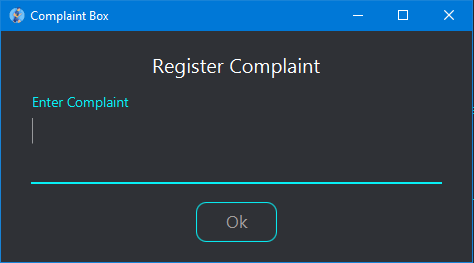 Complaint Box
Register Complaint
Enter Complaint
Ok